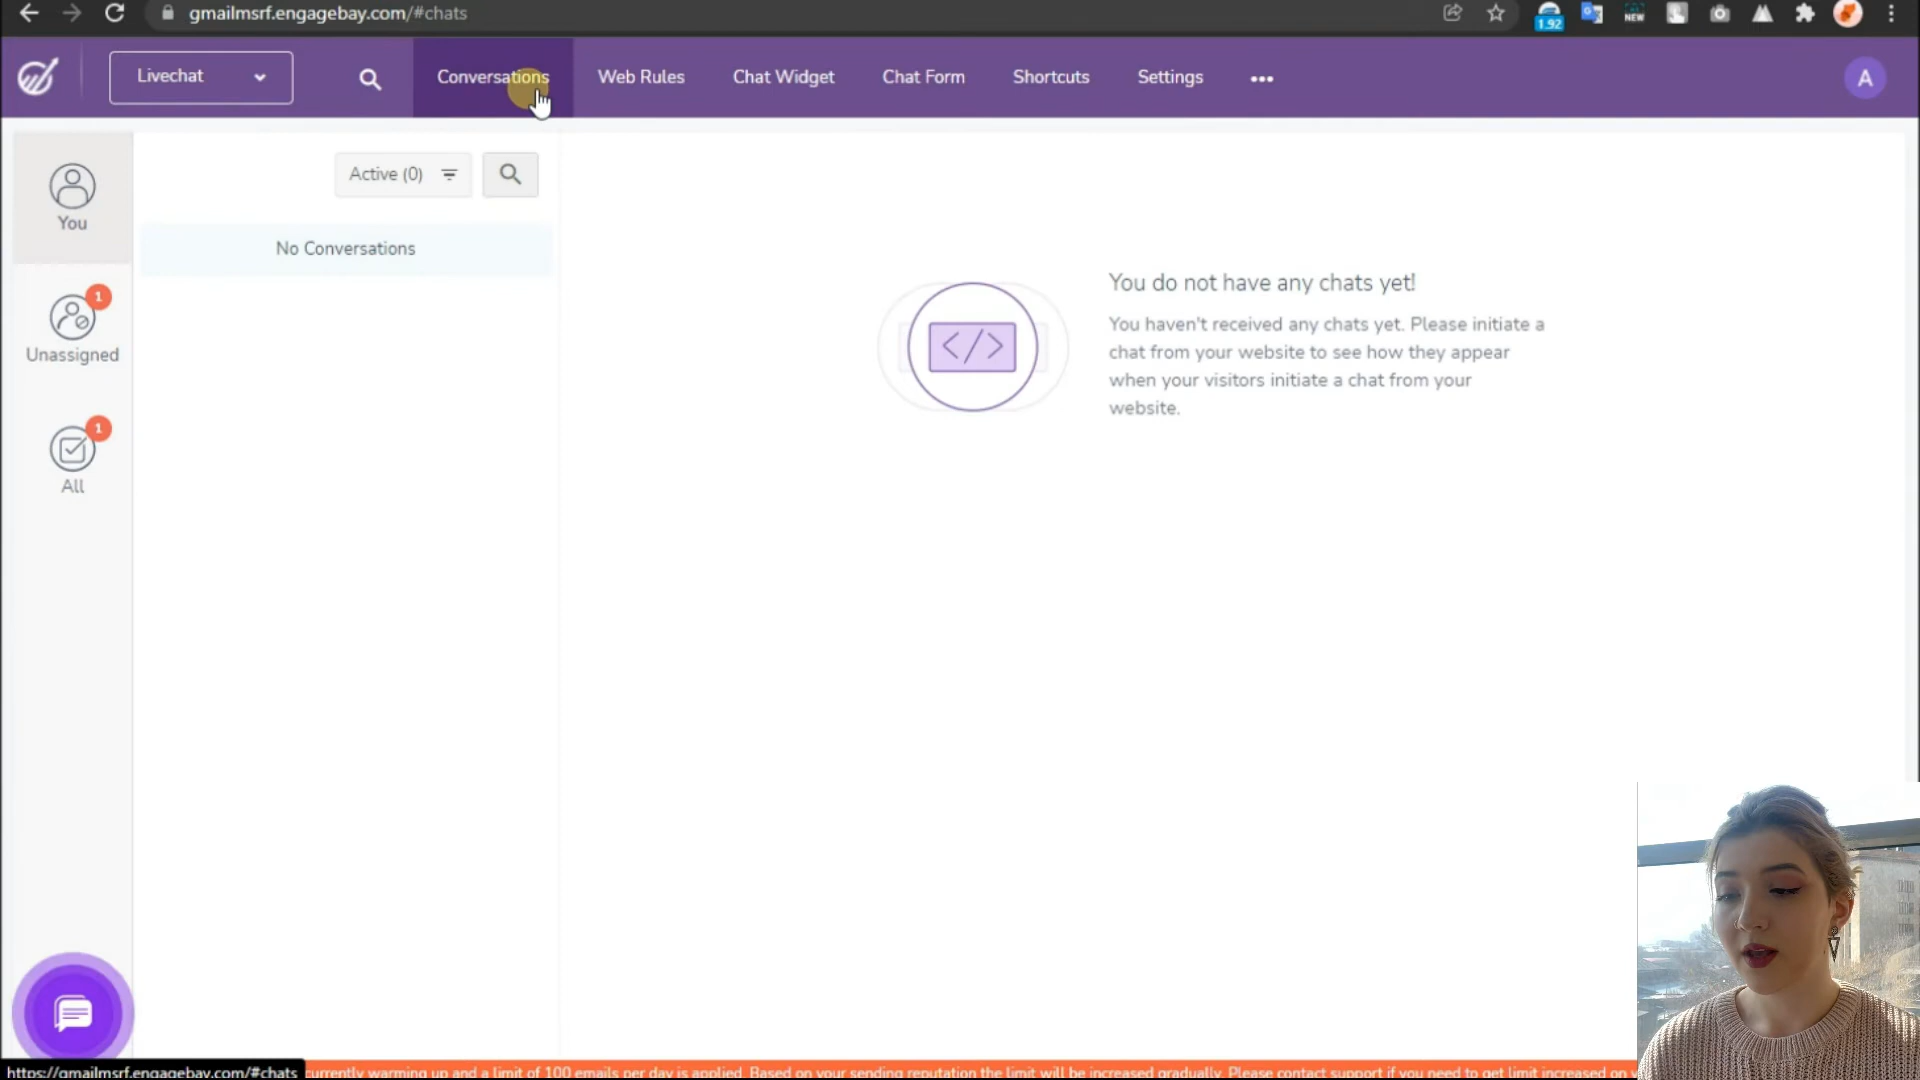 gmailmsrf.engagebay.com/#chats
1.92
NEW
Livechat
Conversations
Web Rules
Chat Widget
Chat Form
Shortcuts
Settings
A
You
Active (0)
No Conversations
1
Unassigned
1
All
You do not have any chats yet!
You haven't received any chats yet. Please initiate a
chat from your website to see how they appear
when your visitors initiate a chat from your
website.
https://gmailmsrf.engagebay.com/#chats
currently warming up and a limit of 100 emails per day is applied. Based on your sending reputation the limit will be increased gradually. Please contact support if you need to get limit increased on